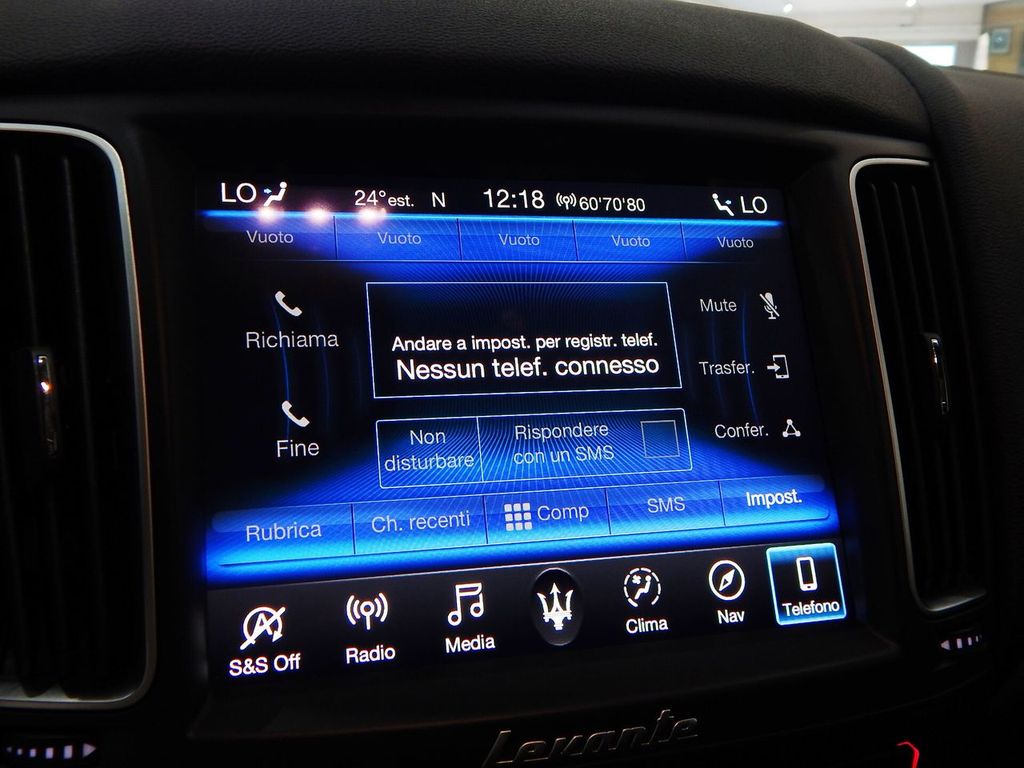 LO 24°est. N 12:18 60'70'80 LO
Vuoto Vuoto Vuoto Vuoto Vuoto
Richiama
Fine
Andare a impost. per registr. telef.
Nessun telef. connesso
Mute
Trasfer.
Confer.
Non
disturbare
Rispondere
con un SMS
Rubrica Ch. recenti Comp SMS Impost.
S&S Off Radio Media Clima Nav Telefono
Levante